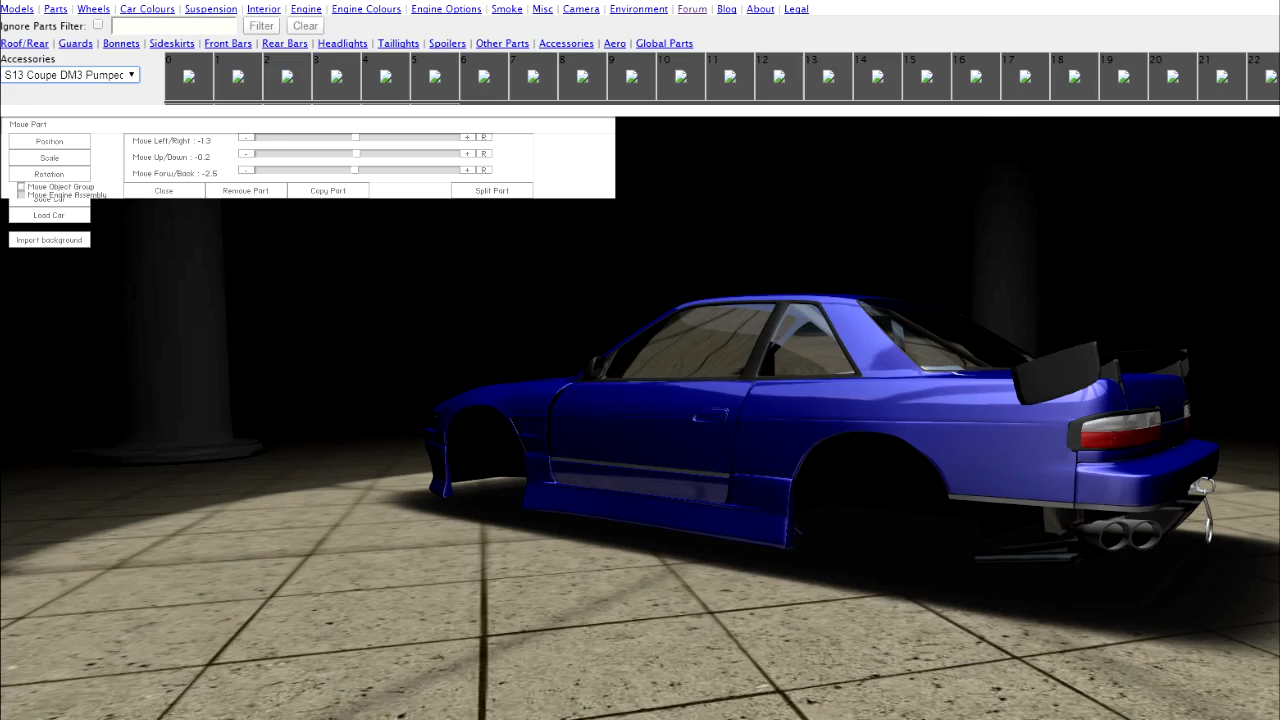 Models | Parts | Wheels | Car Colours | Suspension | Interior | Engine | Engine Colours | Engine Options | Smoke | Misc | Camera | Environment | Forum | Blog | About | Legal
Ignore Parts Filter: Filter Clear
Roof/Rear | Guards | Bonnets | Sideskirts | Front Bars | Rear Bars | Headlights | Taillights | Spoilers | Other Parts | Accessories | Aero | Global Parts
Accessories
S13 Coupe DM3 Pumpec
0 1 2 3 4 5 6 7 8 9 10 11 12 13 14 15 16 17 18 19 20 21 22
Move Part
Position
Scale
Rotation
Move Object Group
Move Engine Assembly
Save Car
Load Car
Import background
Move Left/Right : -1.3 - + R
Move Up/Down : -0.2 - + R
Move Forw/Back : -2.5 - + R
Close Remove Part Copy Part Split Part